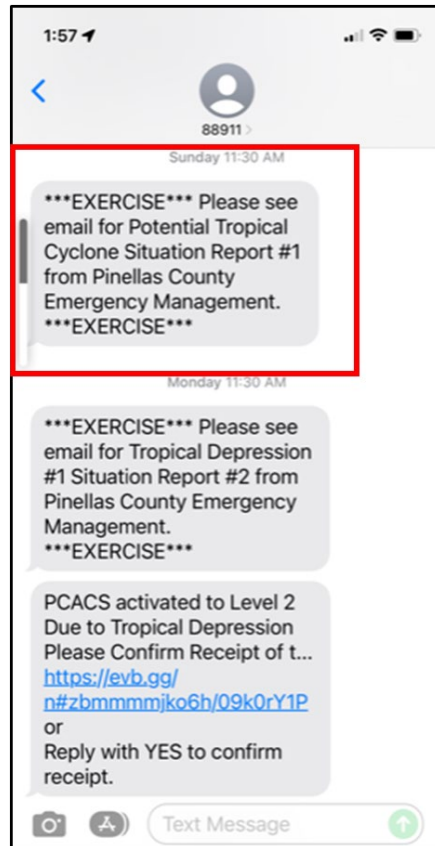 1:57
88911 >
Sunday 11:30 AM
***EXERCISE*** Please see
email for Potential Tropical
Cyclone Situation Report #1
from Pinellas County
Emergency Management.
***EXERCISE***
Monday 11:30 AM
***EXERCISE*** Please see
email for Tropical Depression
#1 Situation Report #2 from
Pinellas County Emergency
Management.
***EXERCISE***
PCACS activated to Level 2
Due to Tropical Depression
Please Confirm Receipt of t...
https://evb.gg/
n#zbmmmmjko6h/09k0rY1P
or
Reply with YES to confirm
receipt.
Text Message